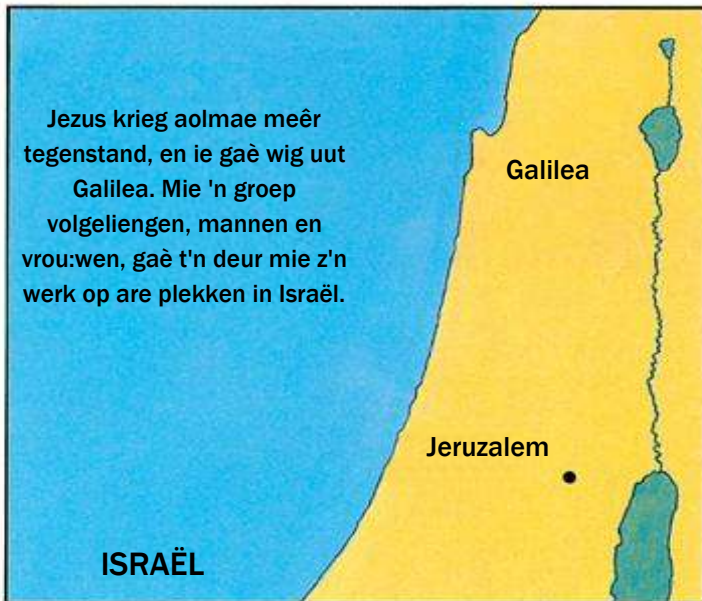 Jezus krieg aolmae meêr
tegenstand, en ie gaè wig uut
Galilea. Mie 'n groep
volgeliengen, mannen en
vrou:wen, gaè t'n deur mie z'n
werk op are plekken in Israël.
Galilea
Jeruzalem
ISRAËL